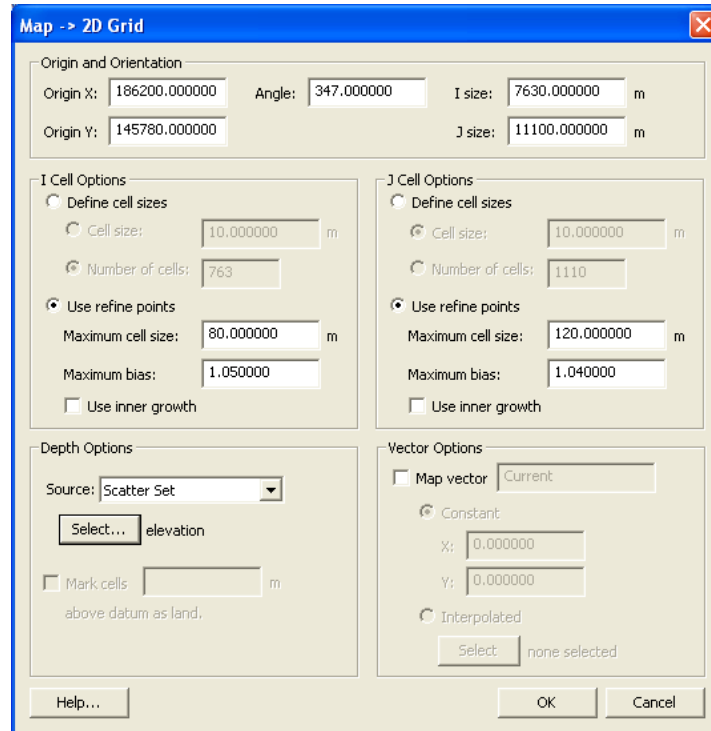 Map -> 2D Grid
Origin and Orientation
Origin X: 186200.000000 Angle: 347.000000 I size: 7630.000000 m
Origin Y: 145780.000000 J size: 11100.000000 m
I Cell Options
Define cell sizes
Cell size: 10.000000 m
Number of cells: 763
Use refine points
Maximum cell size: 80.000000 m
Maximum bias: 1.050000
Use inner growth
J Cell Options
Define cell sizes
Cell size: 10.000000 m
Number of cells: 1110
Use refine points
Maximum cell size: 120.000000 m
Maximum bias: 1.040000
Use inner growth
Depth Options
Source: Scatter Set
Select... elevation
Mark cells m
above datum as land.
Vector Options
Map vector Current
Constant
X: 0.000000
Y: 0.000000
Interpolated
Select none selected
Help... OK Cancel